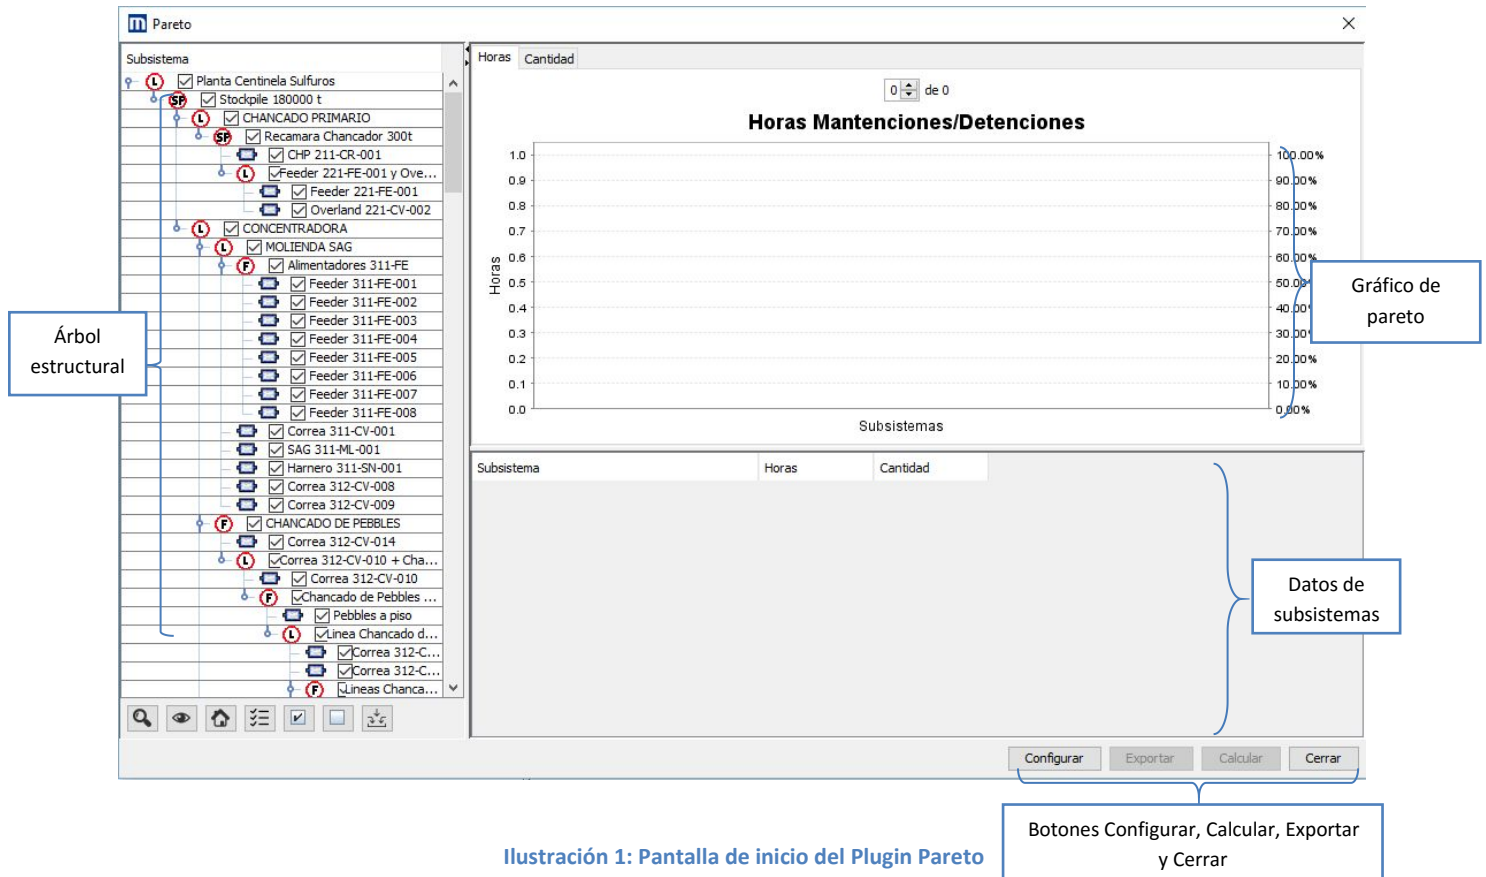 Pareto
Subsistema
Planta Centinela Sulfuros
Stockpile 180000 t
CHANCADO PRIMARIO
Recamara Chancador 300t
CHP 211-CR-001
Feeder 221-FE-001 y Ove...
Feeder 221-FE-001
Overland 221-CV-002
CONCENTRADORA
MOLIENDA SAG
Alimentadores 311-FE
Feeder 311-FE-001
Feeder 311-FE-002
Feeder 311-FE-003
Feeder 311-FE-004
Feeder 311-FE-005
Feeder 311-FE-006
Feeder 311-FE-007
Feeder 311-FE-008
Correa 311-CV-001
SAG 311-ML-001
Harnero 311-SN-001
Correa 312-CV-008
Correa 312-CV-009
CHANCADO DE PEBBLES
Correa 312-CV-014
Correa 312-CV-010 + Cha...
Correa 312-CV-010
Chancado de Pebbles ...
Pebbles a piso
Linea Chancado d...
Correa 312-C...
Correa 312-C...
Lineas Chanca...
Árbol
estructural
Horas Cantidad
0 de 0
Horas Mantenciones/Detenciones
Horas
1.0
0.9
0.8
0.7
0.6
0.5
0.4
0.3
0.2
0.1
0.0
100.00%
90.00%
80.00%
70.00%
60.00%
50.00%
40.00%
30.00%
20.00%
10.00%
0.00%
Subsistemas
Gráfico de
pareto
Subsistema Horas Cantidad
Datos de
subsistemas
Configurar Exportar Calcular Cerrar
Botones Configurar, Calcular, Exportar
y Cerrar
Ilustración 1: Pantalla de inicio del Plugin Pareto